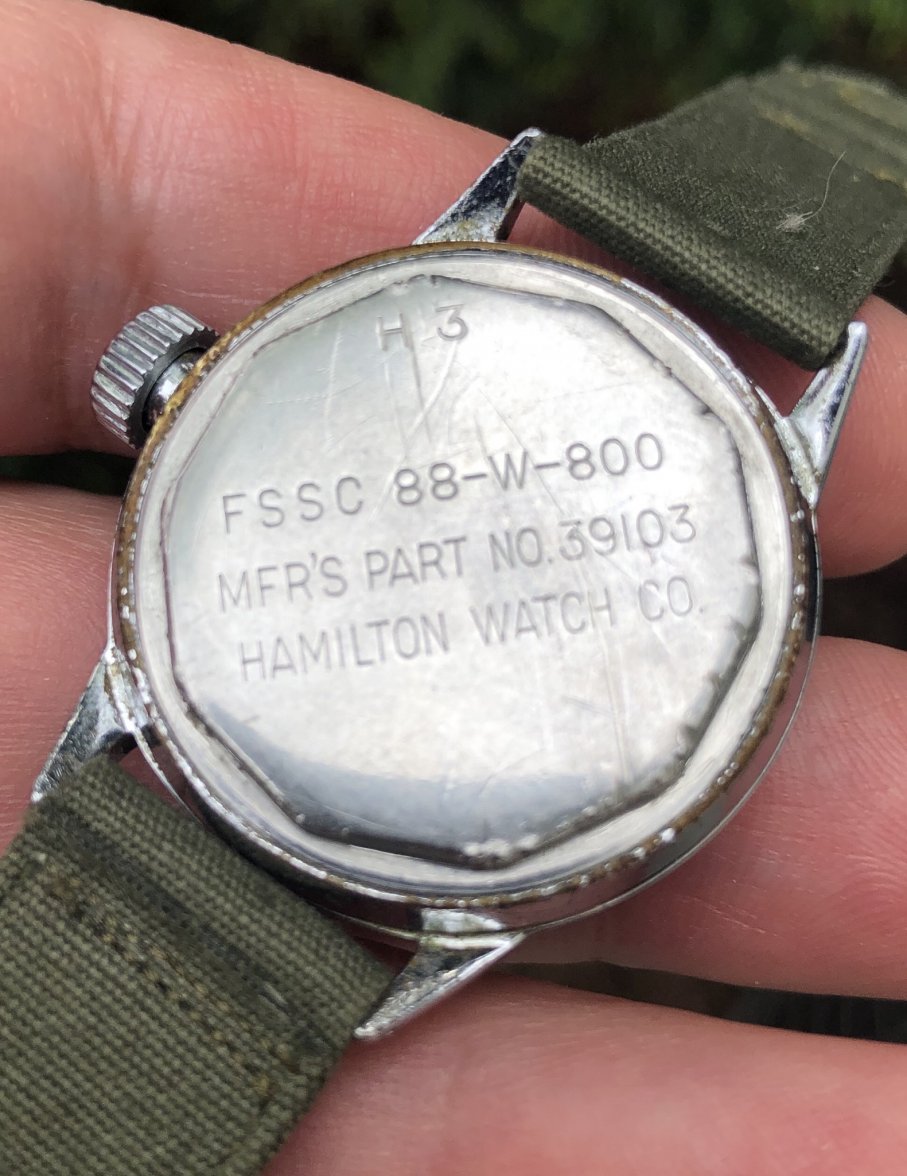 H 3
FSSC 88-W-800
MFR'S PART NO. 39103
HAMILTON WATCH CO.